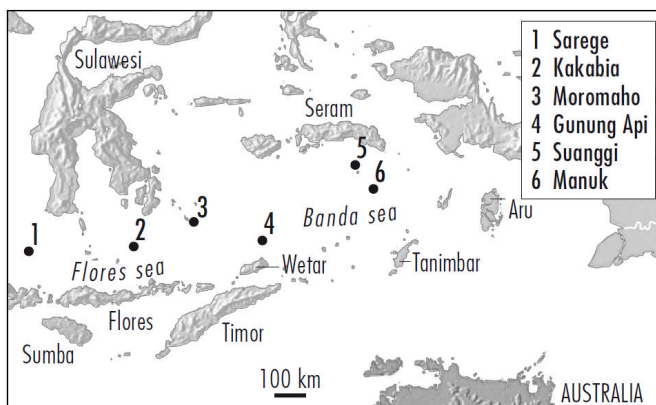 1 Sarege
2 Kakabia
3 Moromaho
4 Gunung Api
5 Suanggi
6 Manuk
Sulawesi
Seram
5
6
3
Banda sea
Aru
1
2
4
Flores sea
Wetar
Tanimbar
Flores
Timor
Sumba
100 km
AUSTRALIA